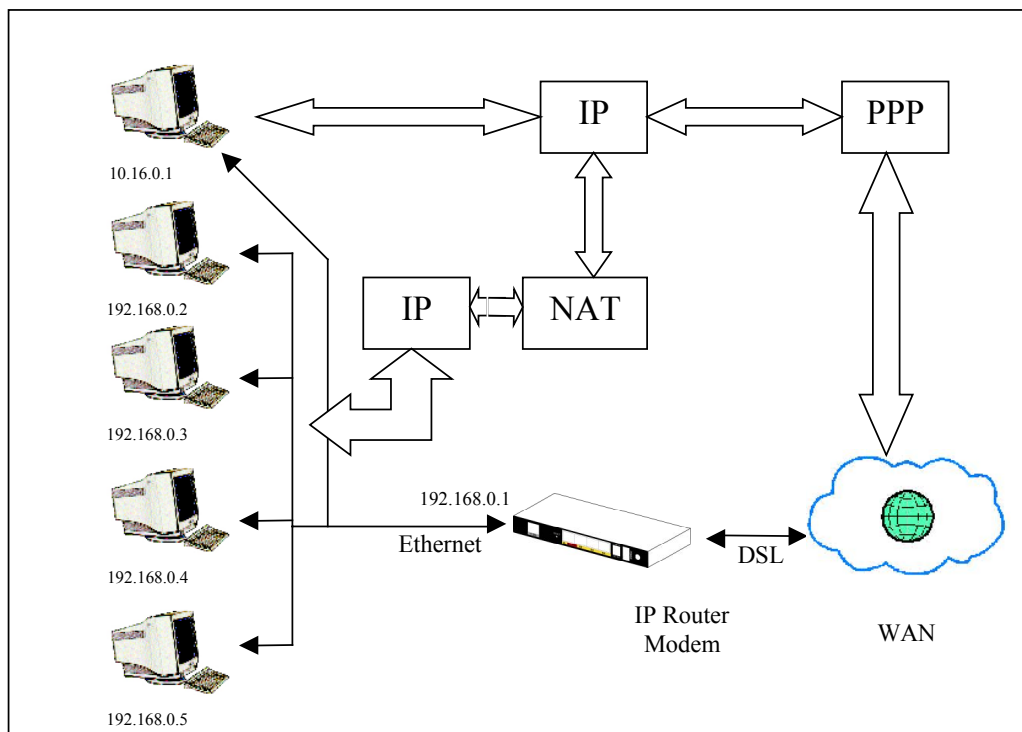 IP
PPP
10.16.0.1
192.168.0.2
IP
NAT
192.168.0.3
192.168.0.1
Ethernet
DSL
192.168.0.4
IP Router
Modem
WAN
192.168.0.5